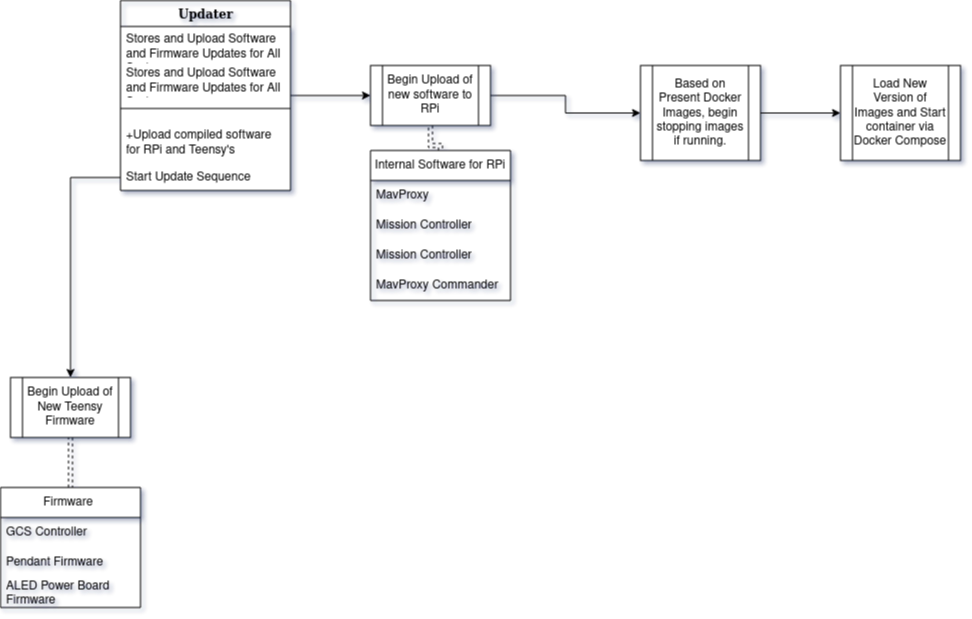 Updater
Stores and Upload Software
and Firmware Updates for All
Stores and Upload Software
and Firmware Updates for All
+Upload compiled software
for RPi and Teensy's
Start Update Sequence
Begin Upload of
new software to
RPi
Internal Software for RPi
MavProxy
Mission Controller
Mission Controller
MavProxy Commander
Based on
Present Docker
Images, begin
stopping images
if running.
Load New
Version of
Images and Start
container via
Docker Compose
Begin Upload of
New Teensy
Firmware
Firmware
GCS Controller
Pendant Firmware
ALED Power Board
Firmware